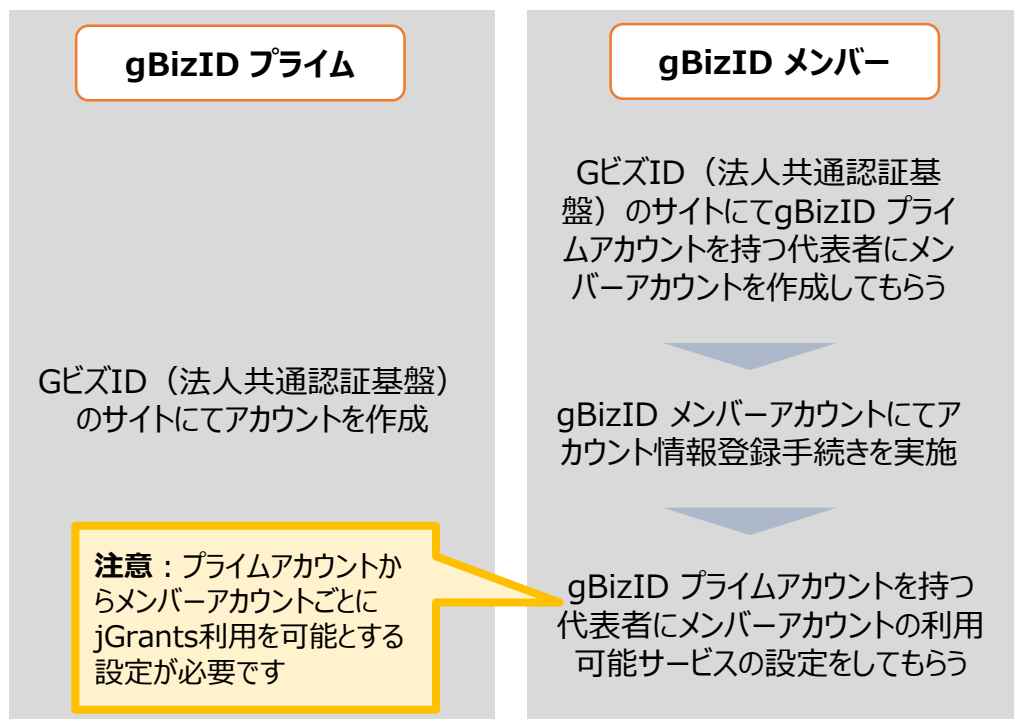 gBizID プライム
GビズID（法人共通認証基盤）
のサイトにてアカウントを作成
注意：プライムアカウントか
らメンバーアカウントごとに
jGrants利用を可能とする
設定が必要です
gBizID メンバー
GビズID（法人共通認証基
盤）のサイトにてgBizID プライ
ムアカウントを持つ代表者にメン
バーアカウントを作成してもらう
gBizID メンバーアカウントにてア
カウント情報登録手続きを実施
gBizID プライムアカウントを持つ
代表者にメンバーアカウントの利用
可能サービスの設定をしてもらう